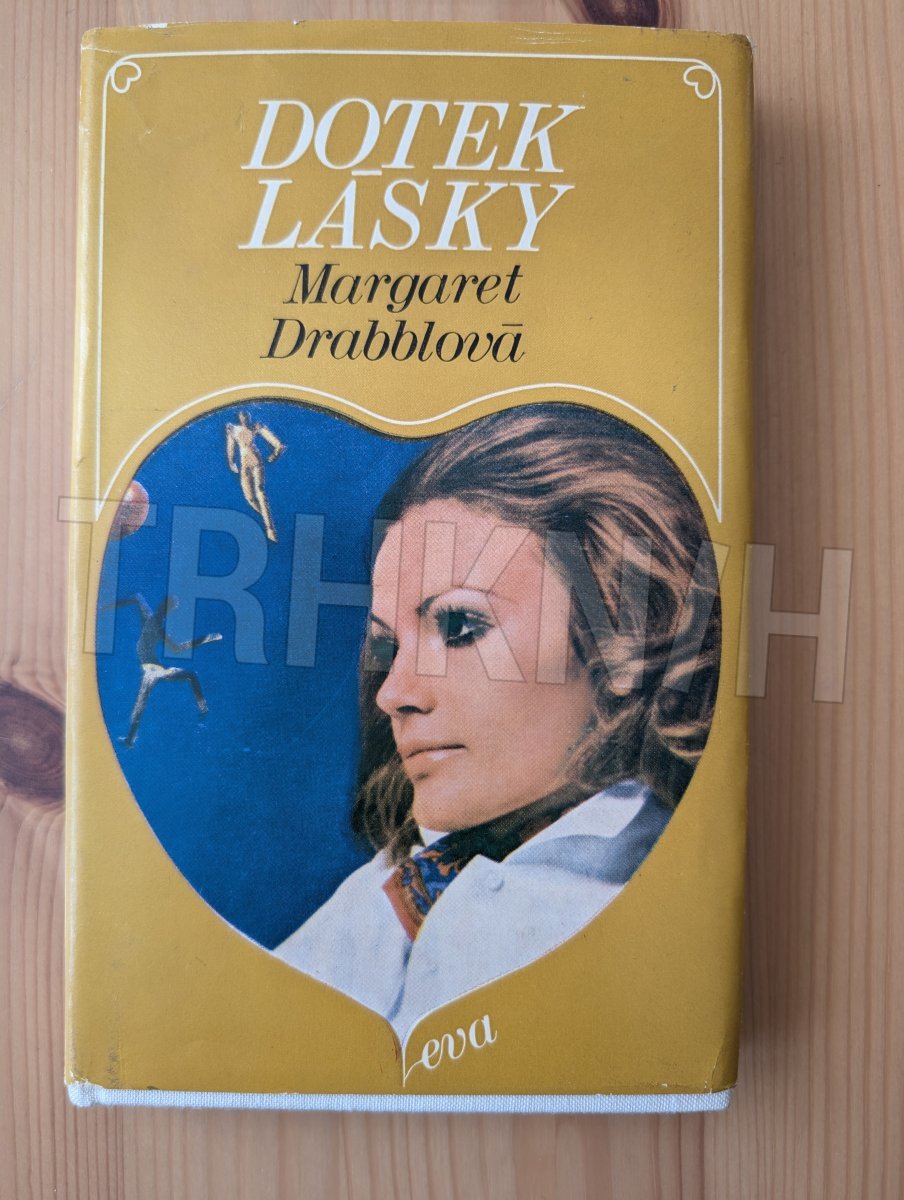 DOTEK
LÁSKY
Margaret
Drabblová
TRHKNIH
eva